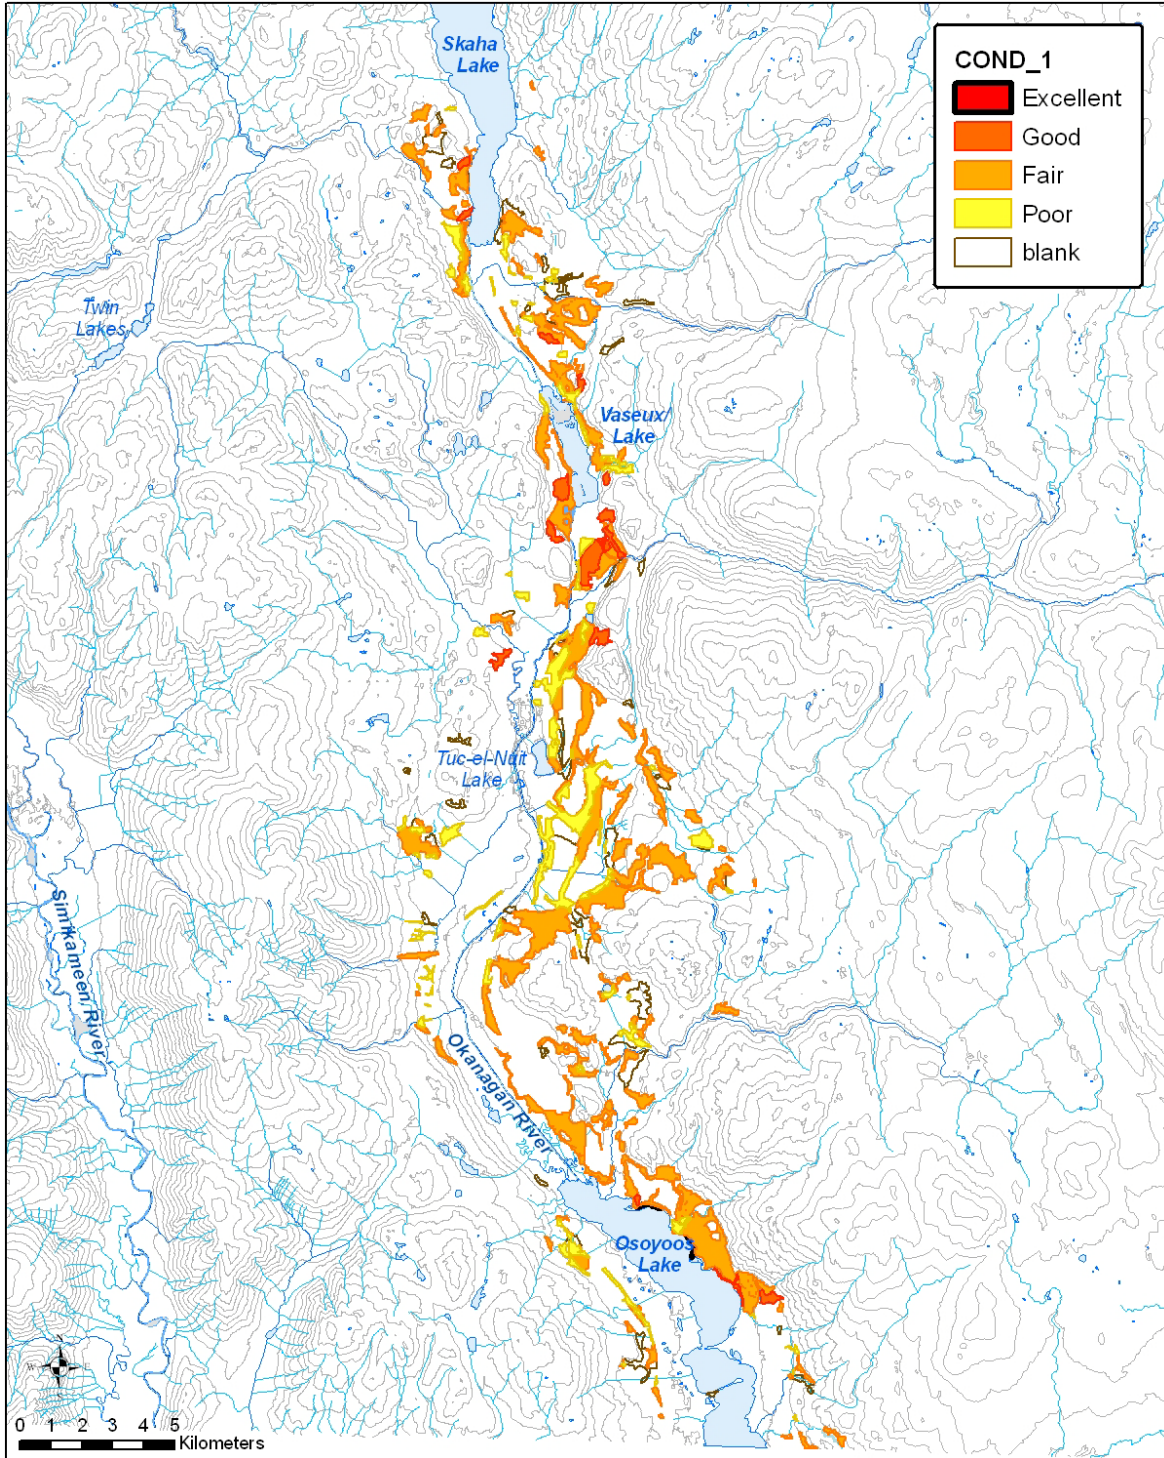 Skaha
Lake
COND_1
Excellent
Good
Fair
Poor
blank
Twin
Lakes
Vaseux
Lake
Tuc-el-Nuit
Lake
Similkameen River
Okanagan River
Osoyoos
Lake
N
W E
S
0 1 2 3 4 5
Kilometers